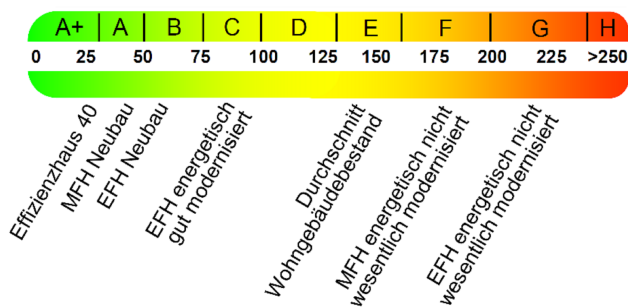 A+ A B C D E F G H
0 25 50 75 100 125 150 175 200 225 >250
Effizienzhaus 40
MFH Neubau
EFH Neubau
EFH energetisch
gut modernisiert
Durchschnitt
Wohngebäudebestand
MFH energetisch nicht
wesentlich modernisiert
EFH energetisch nicht
wesentlich modernisiert